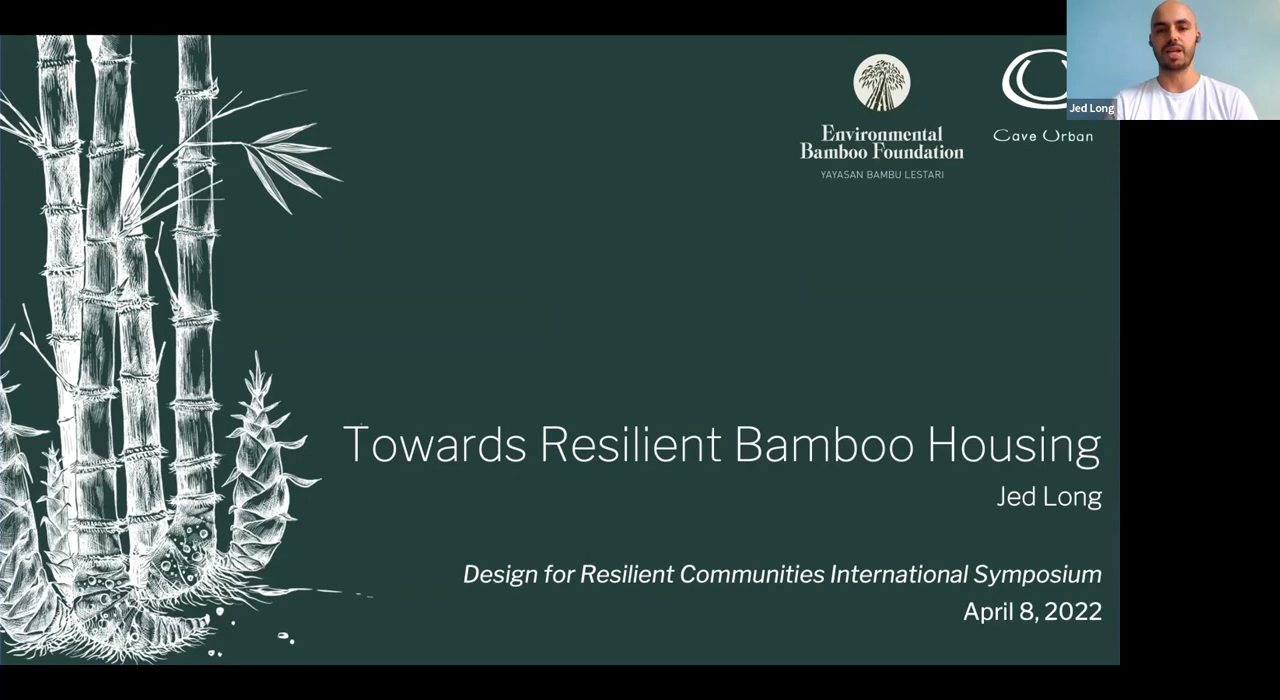 Environmental
Bamboo Foundation
YAYASAN BAMBU LESTARI
Cave Urban
Jed Long
Towards Resilient Bamboo Housing
Jed Long
Design for Resilient Communities International Symposium
April 8, 2022